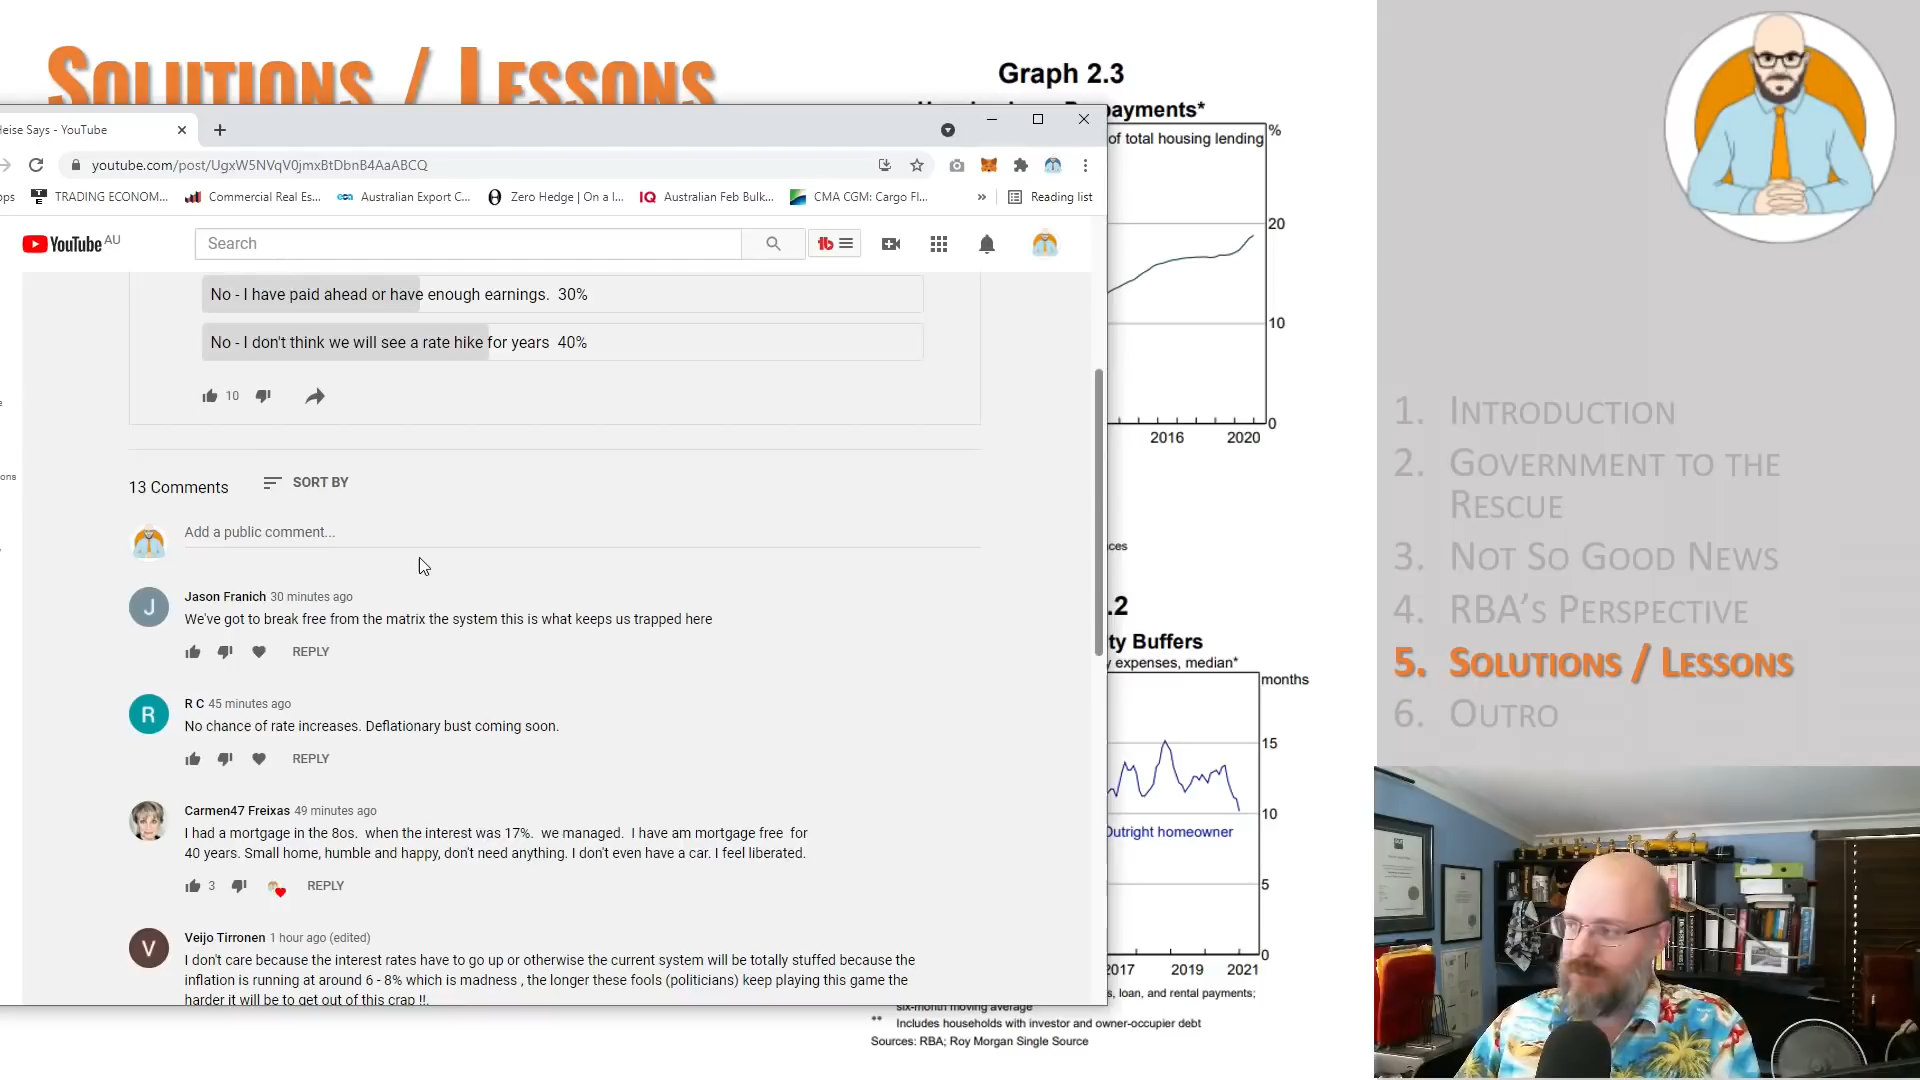 SOLUTIONS / LESSONS
Graph 2.3
ayments*
of total housing lending
%
20
10
0
2016 2020
Heise Says - YouTube
youtube.com/post/UgxW5NVqV0jmxBtDbnB4AaABCQ
TRADING ECONOM...
Commercial Real Es...
Australian Export C...
Zero Hedge | On a l...
IQ
Australian Feb Bulk...
CMA CGM: Cargo Fl...
»
Reading list
YouTube AU
Search
No - I have paid ahead or have enough earnings. 30%
No - I don't think we will see a rate hike for years 40%
10
13 Comments
SORT BY
Add a public comment...
J
Jason Franich 30 minutes ago
We've got to break free from the matrix the system this is what keeps us trapped here
REPLY
R
R C 45 minutes ago
No chance of rate increases. Deflationary bust coming soon.
REPLY
Carmen47 Freixas 49 minutes ago
I had a mortgage in the 8os. when the interest was 17%. we managed. I have am mortgage free for
40 years. Small home, humble and happy, don't need anything. I don't even have a car. I feel liberated.
3
REPLY
V
Veijo Tirronen 1 hour ago (edited)
I don't care because the interest rates have to go up or otherwise the current system will be totally stuffed because the
inflation is running at around 6 - 8% which is madness , the longer these fools (politicians) keep playing this game the
harder it will be to get out of this crap !!.
ces
.2
ty Buffers
y expenses, median*
months
15
10
Outright homeowner
5
0
2017 2019 2021
s, loan, and rental payments;
six-month moving average
** Includes households with investor and owner-occupier debt
Sources: RBA; Roy Morgan Single Source
1. INTRODUCTION
2. GOVERNMENT TO THE
RESCUE
3. NOT SO GOOD NEWS
4. RBA'S PERSPECTIVE
5. SOLUTIONS / LESSONS
6. OUTRO